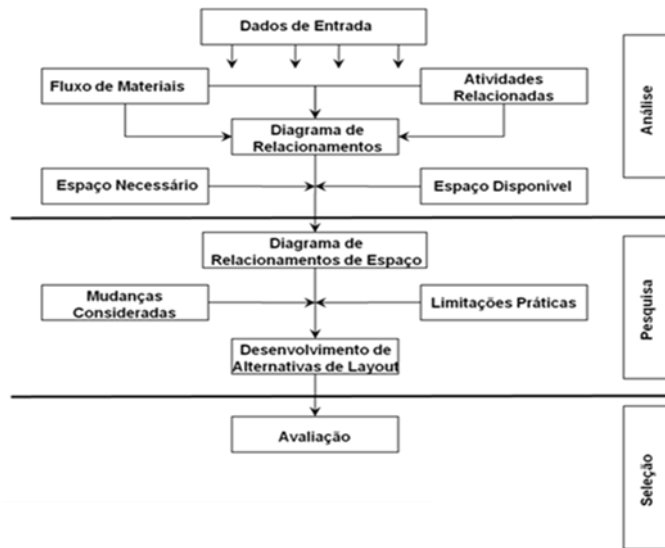 Dados de Entrada
Fluxo de Materiais
Atividades
Relacionadas
Análise
Diagrama de
Relacionamentos
Espaço Necessário
Espaço Disponivel
Diagrama de
Relacionamentos de Espaço
Pesquisa
Mudanças
Consideradas
Limitações Práticas
Desenvolvimento de
Alternativas de Layout
Avaliação
Seleção